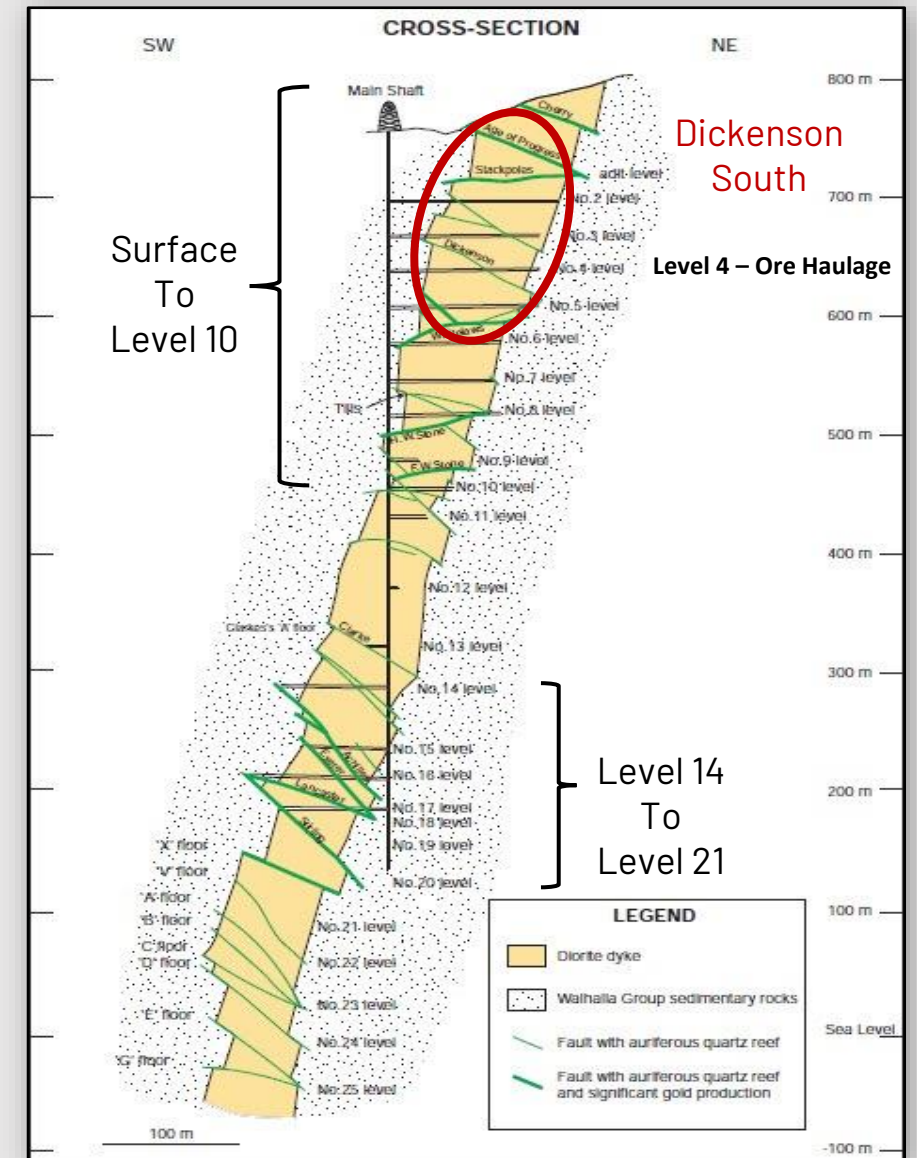 CROSS-SECTION
SW
NE
Main Shaft
800 m
Cherry
Age of Progress
Stackpoles
adit level
Dickenson
South
700 m
No.2 level
No.3 level
Dickenson
No.4 level
Level 4 – Ore Haulage
Surface
To
Level 10
No.5 level
600 m
No.6 level
No.7 level
No.8 level
500 m
H.W.Stone
F.W.Stone
No.9 level
No.10 level
No.11 level
400 m
No.12 level
'A' floor
Clarke
No.13 level
300 m
No.14 level
No.15 level
No.16 level
Lancaster
No.17 level
No.18 level
Level 14
To
Level 21
200 m
'X' floor
No.19 level
'V' floor
No.20 level
'A' floor
'B' floor
'C' floor
'D' floor
No.21 level
100 m
No.22 level
No.23 level
'E' floor
No.24 level
Sea Level
'G' floor
No.25 level
100 m
-100 m
LEGEND
Diorite dyke
Walhalla Group sedimentary rocks
Fault with auriferous quartz reef
Fault with auriferous quartz reef
and significant gold production